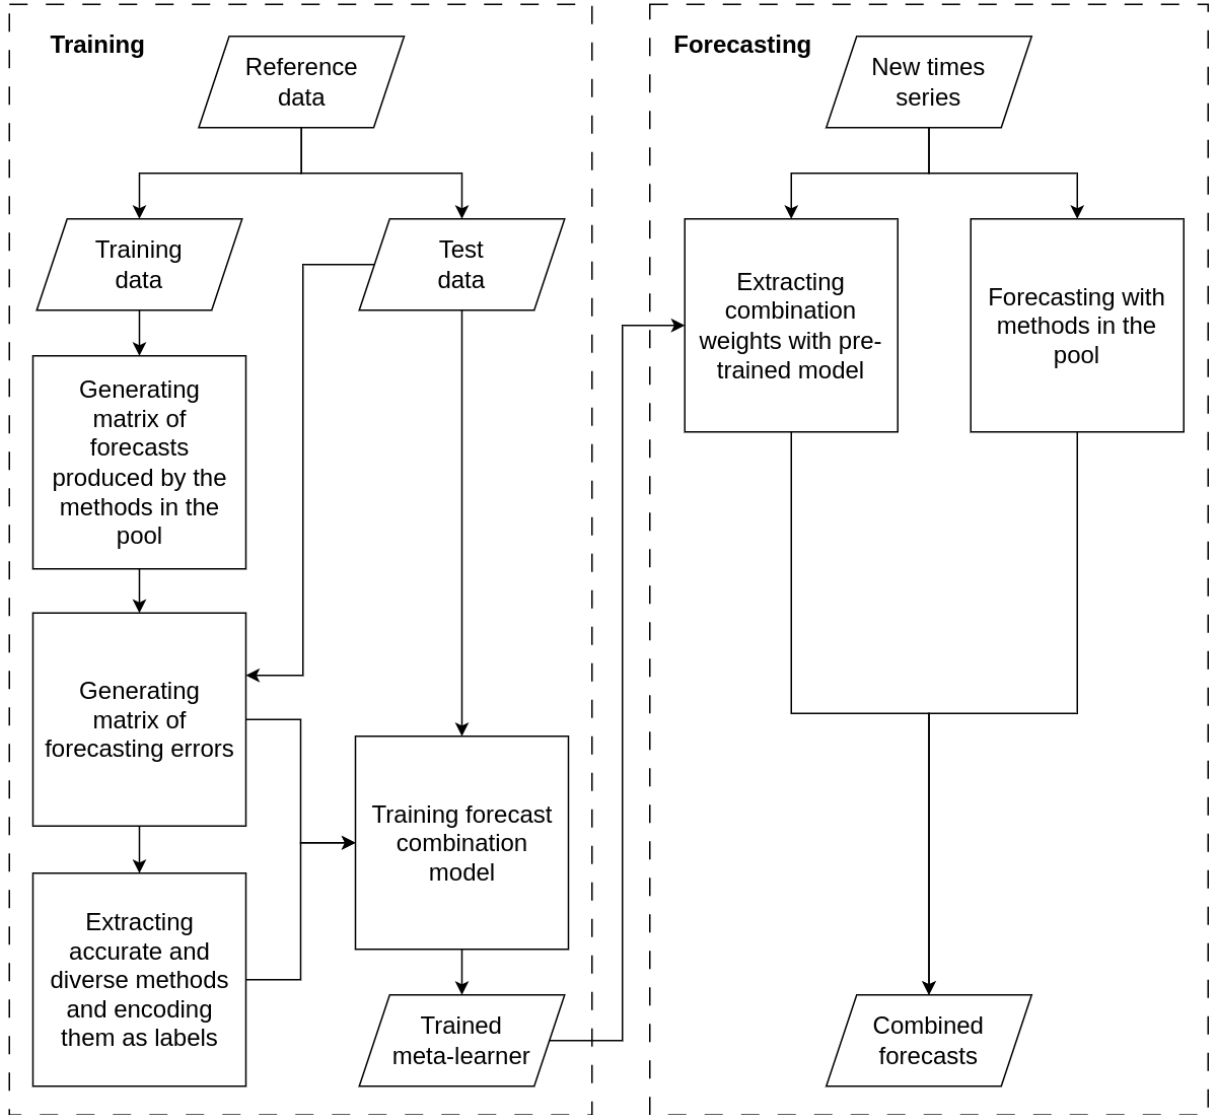 Training
Reference
data
Training
data
Test
data
Generating
matrix of
forecasts
produced by the
methods in the
pool
Generating
matrix of
forecasting errors
Extracting
accurate and
diverse methods
and encoding
them as labels
Training forecast
combination
model
Trained
meta-learner
Forecasting
New times
series
Extracting
combination
weights with pre-
trained model
Forecasting with
methods in the
pool
Combined
forecasts